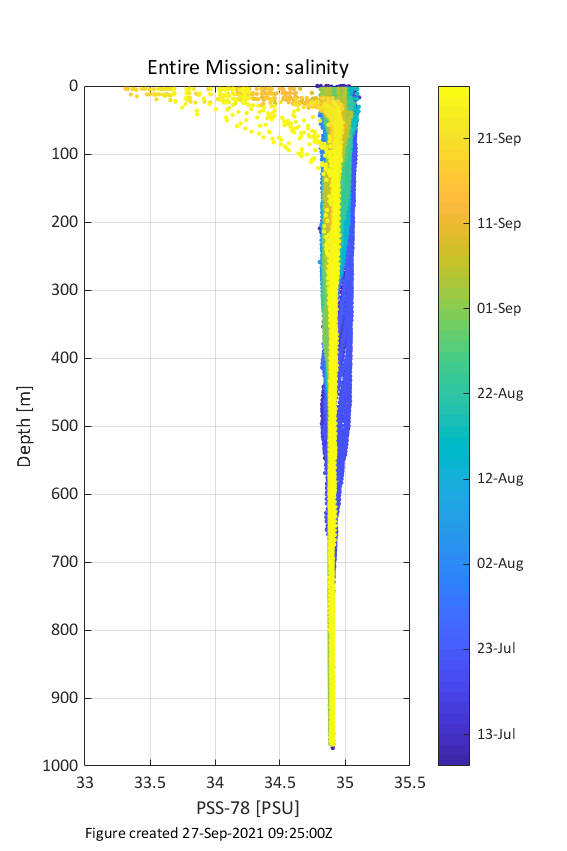 Entire Mission: salinity
0
100
200
300
400
500
600
700
800
900
1000
Depth [m]
33
33.5
34
34.5
35
35.5
PSS-78 [PSU]
21-Sep
11-Sep
01-Sep
22-Aug
12-Aug
02-Aug
23-Jul
13-Jul
Figure created 27-Sep-2021 09:25:00Z